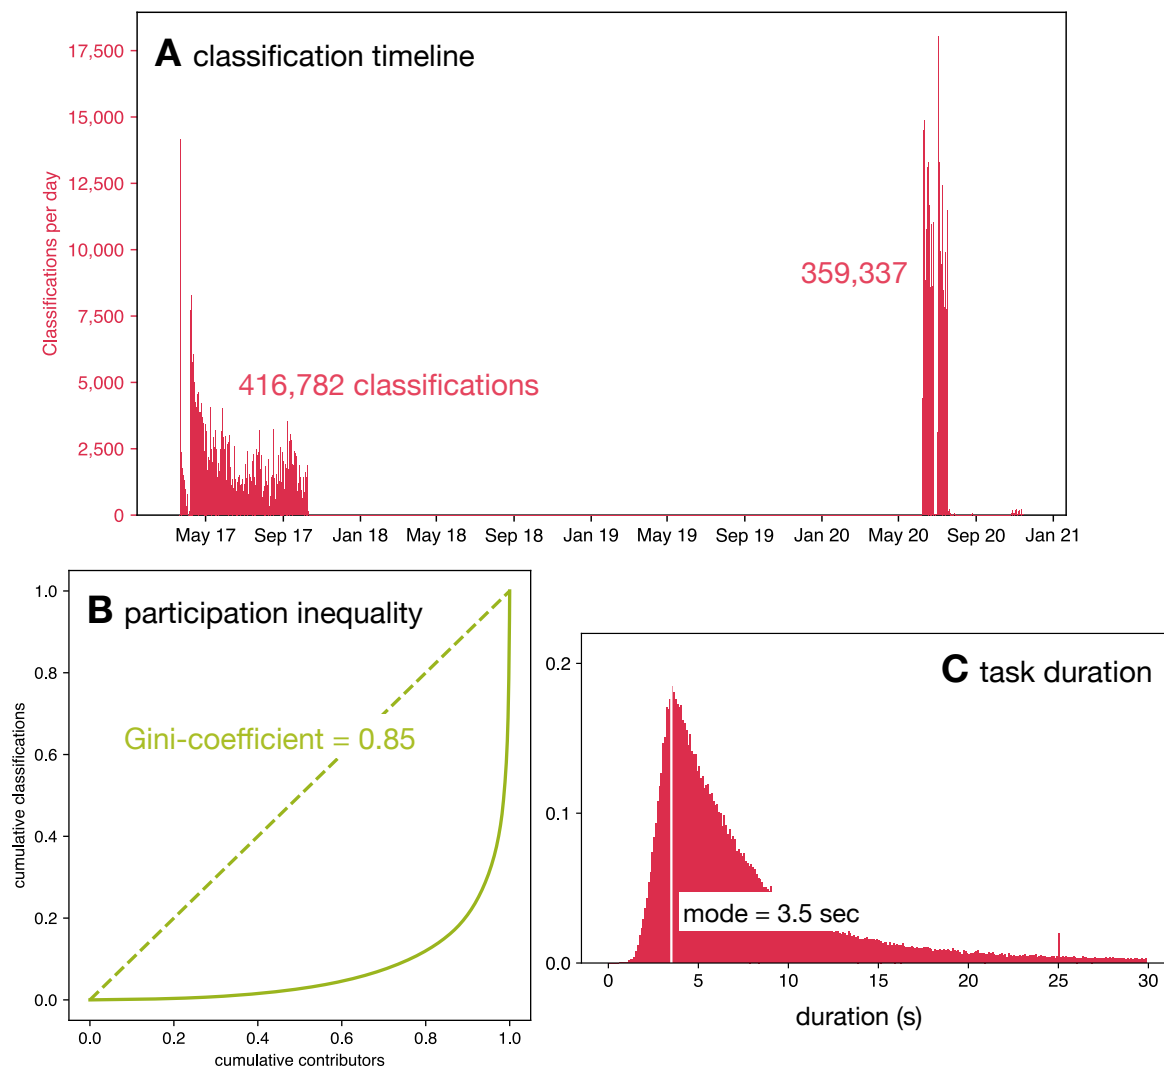 A classification timeline
Classifications per day
17,500
15,000
12,500
10,000
7,500
5,000
2,500
0
359,337
416,782 classifications
May 17 Sep 17 Jan 18 May 18 Sep 18 Jan 19 May 19 Sep 19 Jan 20 May 20 Sep 20 Jan 21
B participation inequality
cumulative classifications
1.0
0.8
0.6
0.4
0.2
0.0
Gini-coefficient = 0.85
0.0 0.2 0.4 0.6 0.8 1.0
cumulative contributors
C task duration
0.2
0.1
0.0
mode = 3.5 sec
0 5 10 15 20 25 30
duration (s)